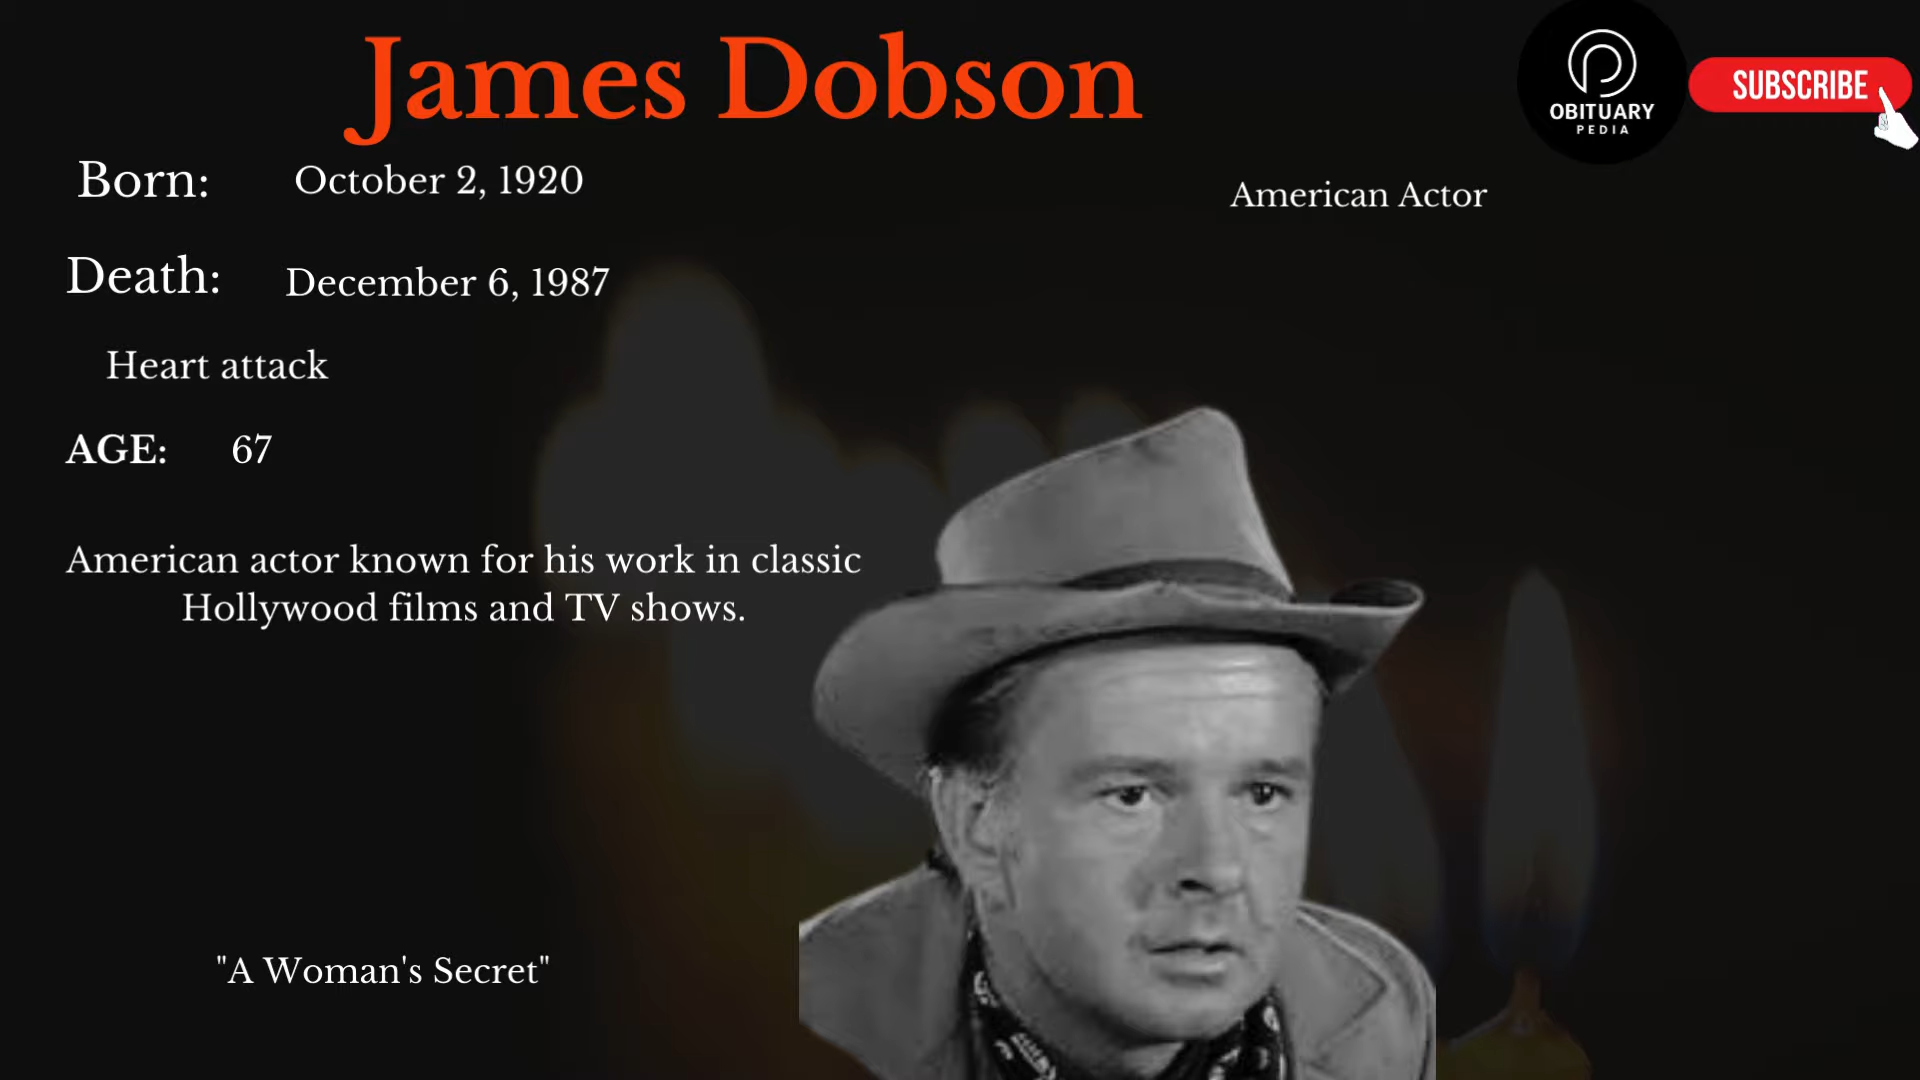 James Dobson
OBITUARY
PEDIA
SUBSCRIBE
Born: October 2, 1920
American Actor
Death: December 6, 1987
Heart attack
AGE: 67
American actor known for his work in classic
Hollywood films and TV shows.
"A Woman's Secret"